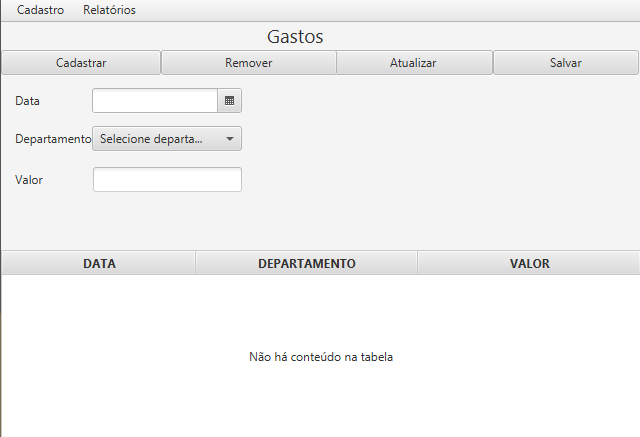 Cadastro Relatórios
Gastos
Cadastrar Remover Atualizar Salvar
Data
Departamento Selecione departa...
Valor
DATA DEPARTAMENTO VALOR
Não há conteúdo na tabela